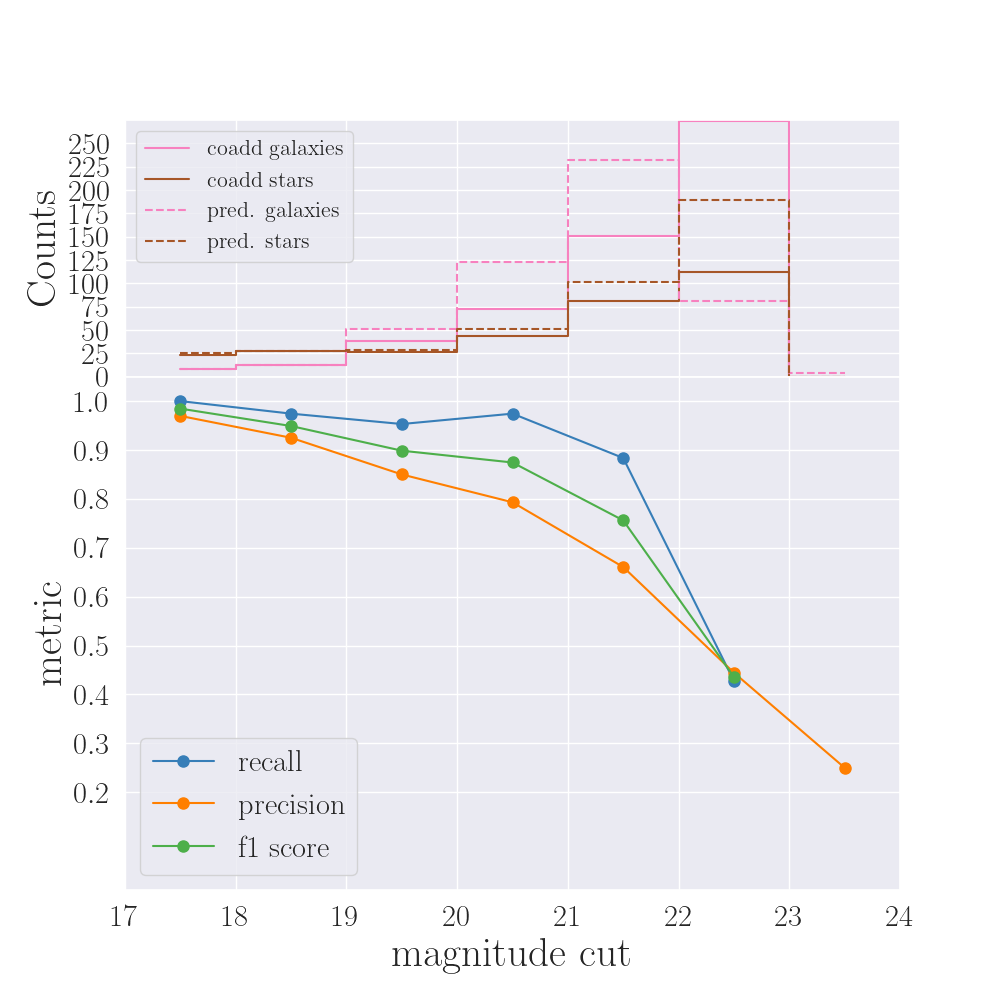 Counts
250
225
200
175
150
125
100
75
50
25
0
coadd galaxies
coadd stars
pred. galaxies
pred. stars
metric
1.0
0.9
0.8
0.7
0.6
0.5
0.4
0.3
0.2
recall
precision
f1 score
17 18 19 20 21 22 23 24
magnitude cut